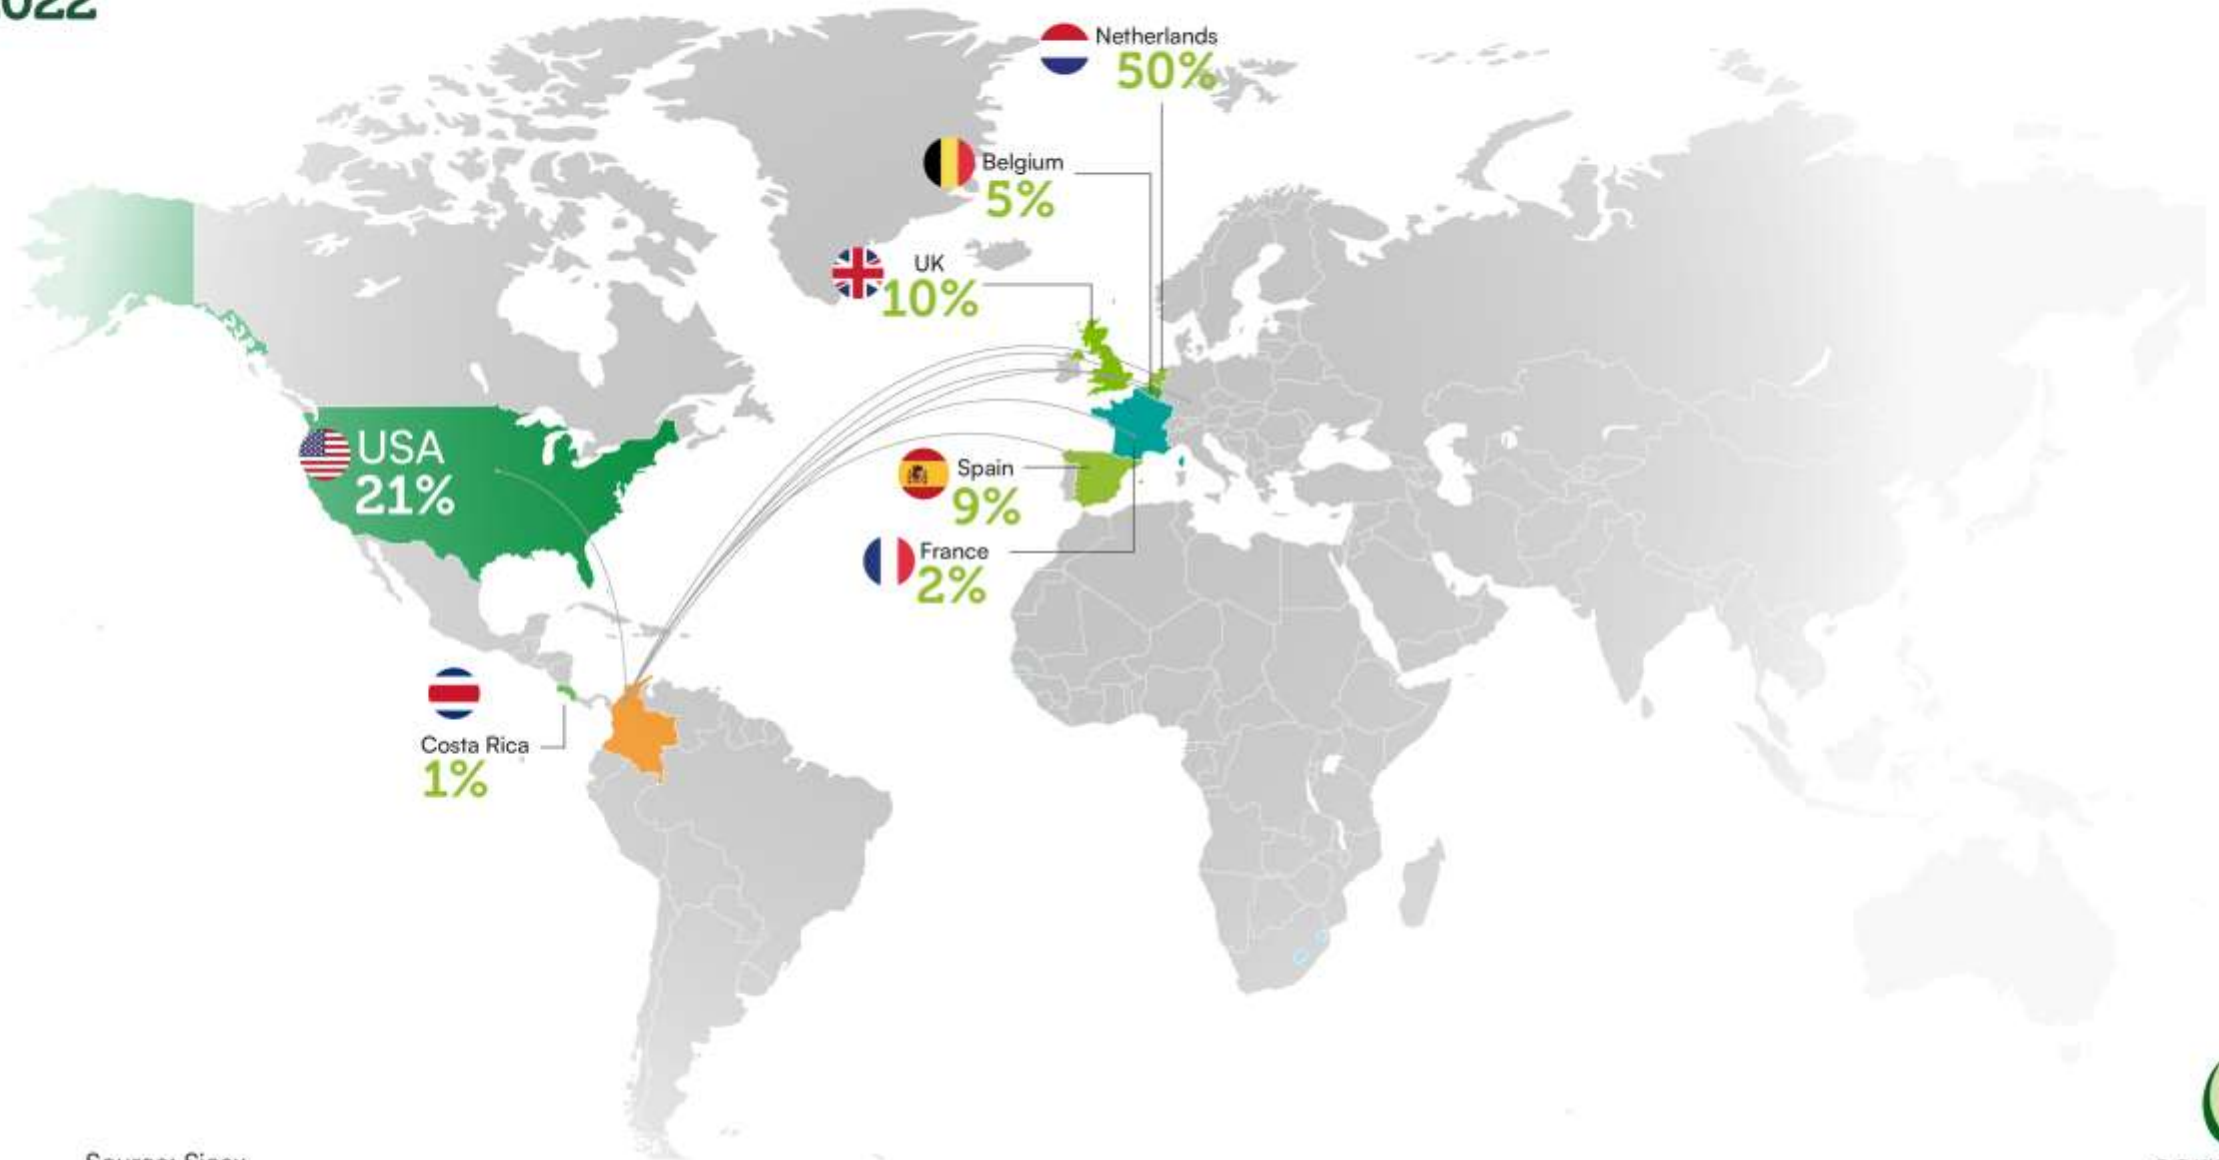 Netherlands
50%
Belgium
5%
UK
10%
USA
21%
Spain
9%
France
2%
Costa Rica
1%